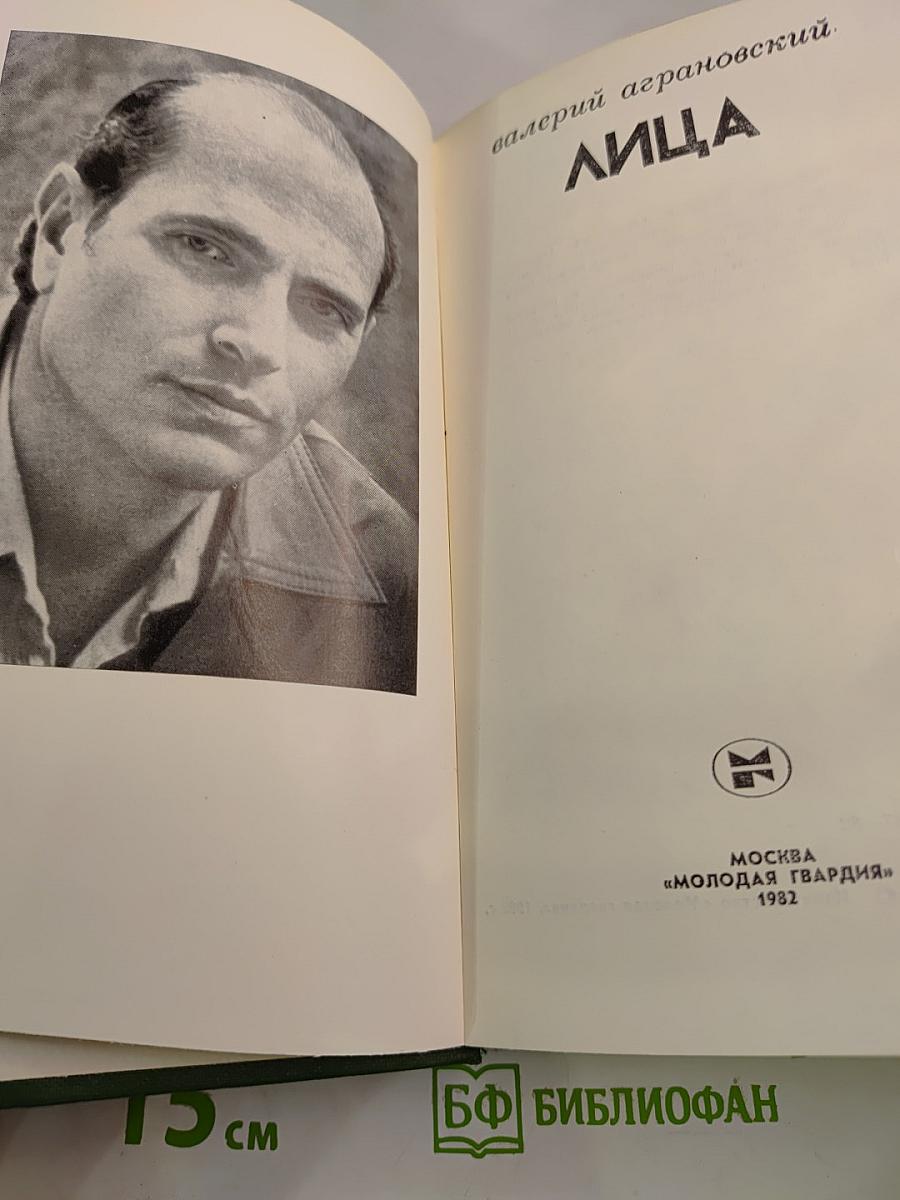 валерий аграновский
ЛИЦА
МОСКВА
«МОЛОДАЯ ГВАРДИЯ»
1982
15 см
БФ БИБЛИОФАН